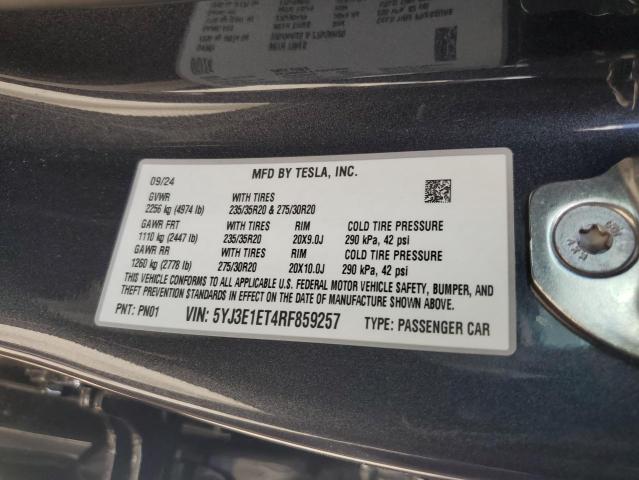 MFD BY TESLA, INC.
09/24
GVWR WITH TIRES
2256 kg (4974 lb) 235/35R20 & 275/30R20
GAWR FRT WITH TIRES RIM COLD TIRE PRESSURE
1110 kg (2447 lb) 235/35R20 20X9.0J 290 kPa, 42 psi
GAWR RR WITH TIRES RIM COLD TIRE PRESSURE
1260 kg (2778 lb) 275/30R20 20X10.0J 290 kPa, 42 psi
THIS VEHICLE CONFORMS TO ALL APPLICABLE U.S. FEDERAL MOTOR VEHICLE SAFETY, BUMPER, AND
THEFT PREVENTION STANDARDS IN EFFECT ON THE DATE OF MANUFACTURE SHOWN ABOVE.
PNT: PN01 VIN: 5YJ3E1ET4RF859257 TYPE: PASSENGER CAR